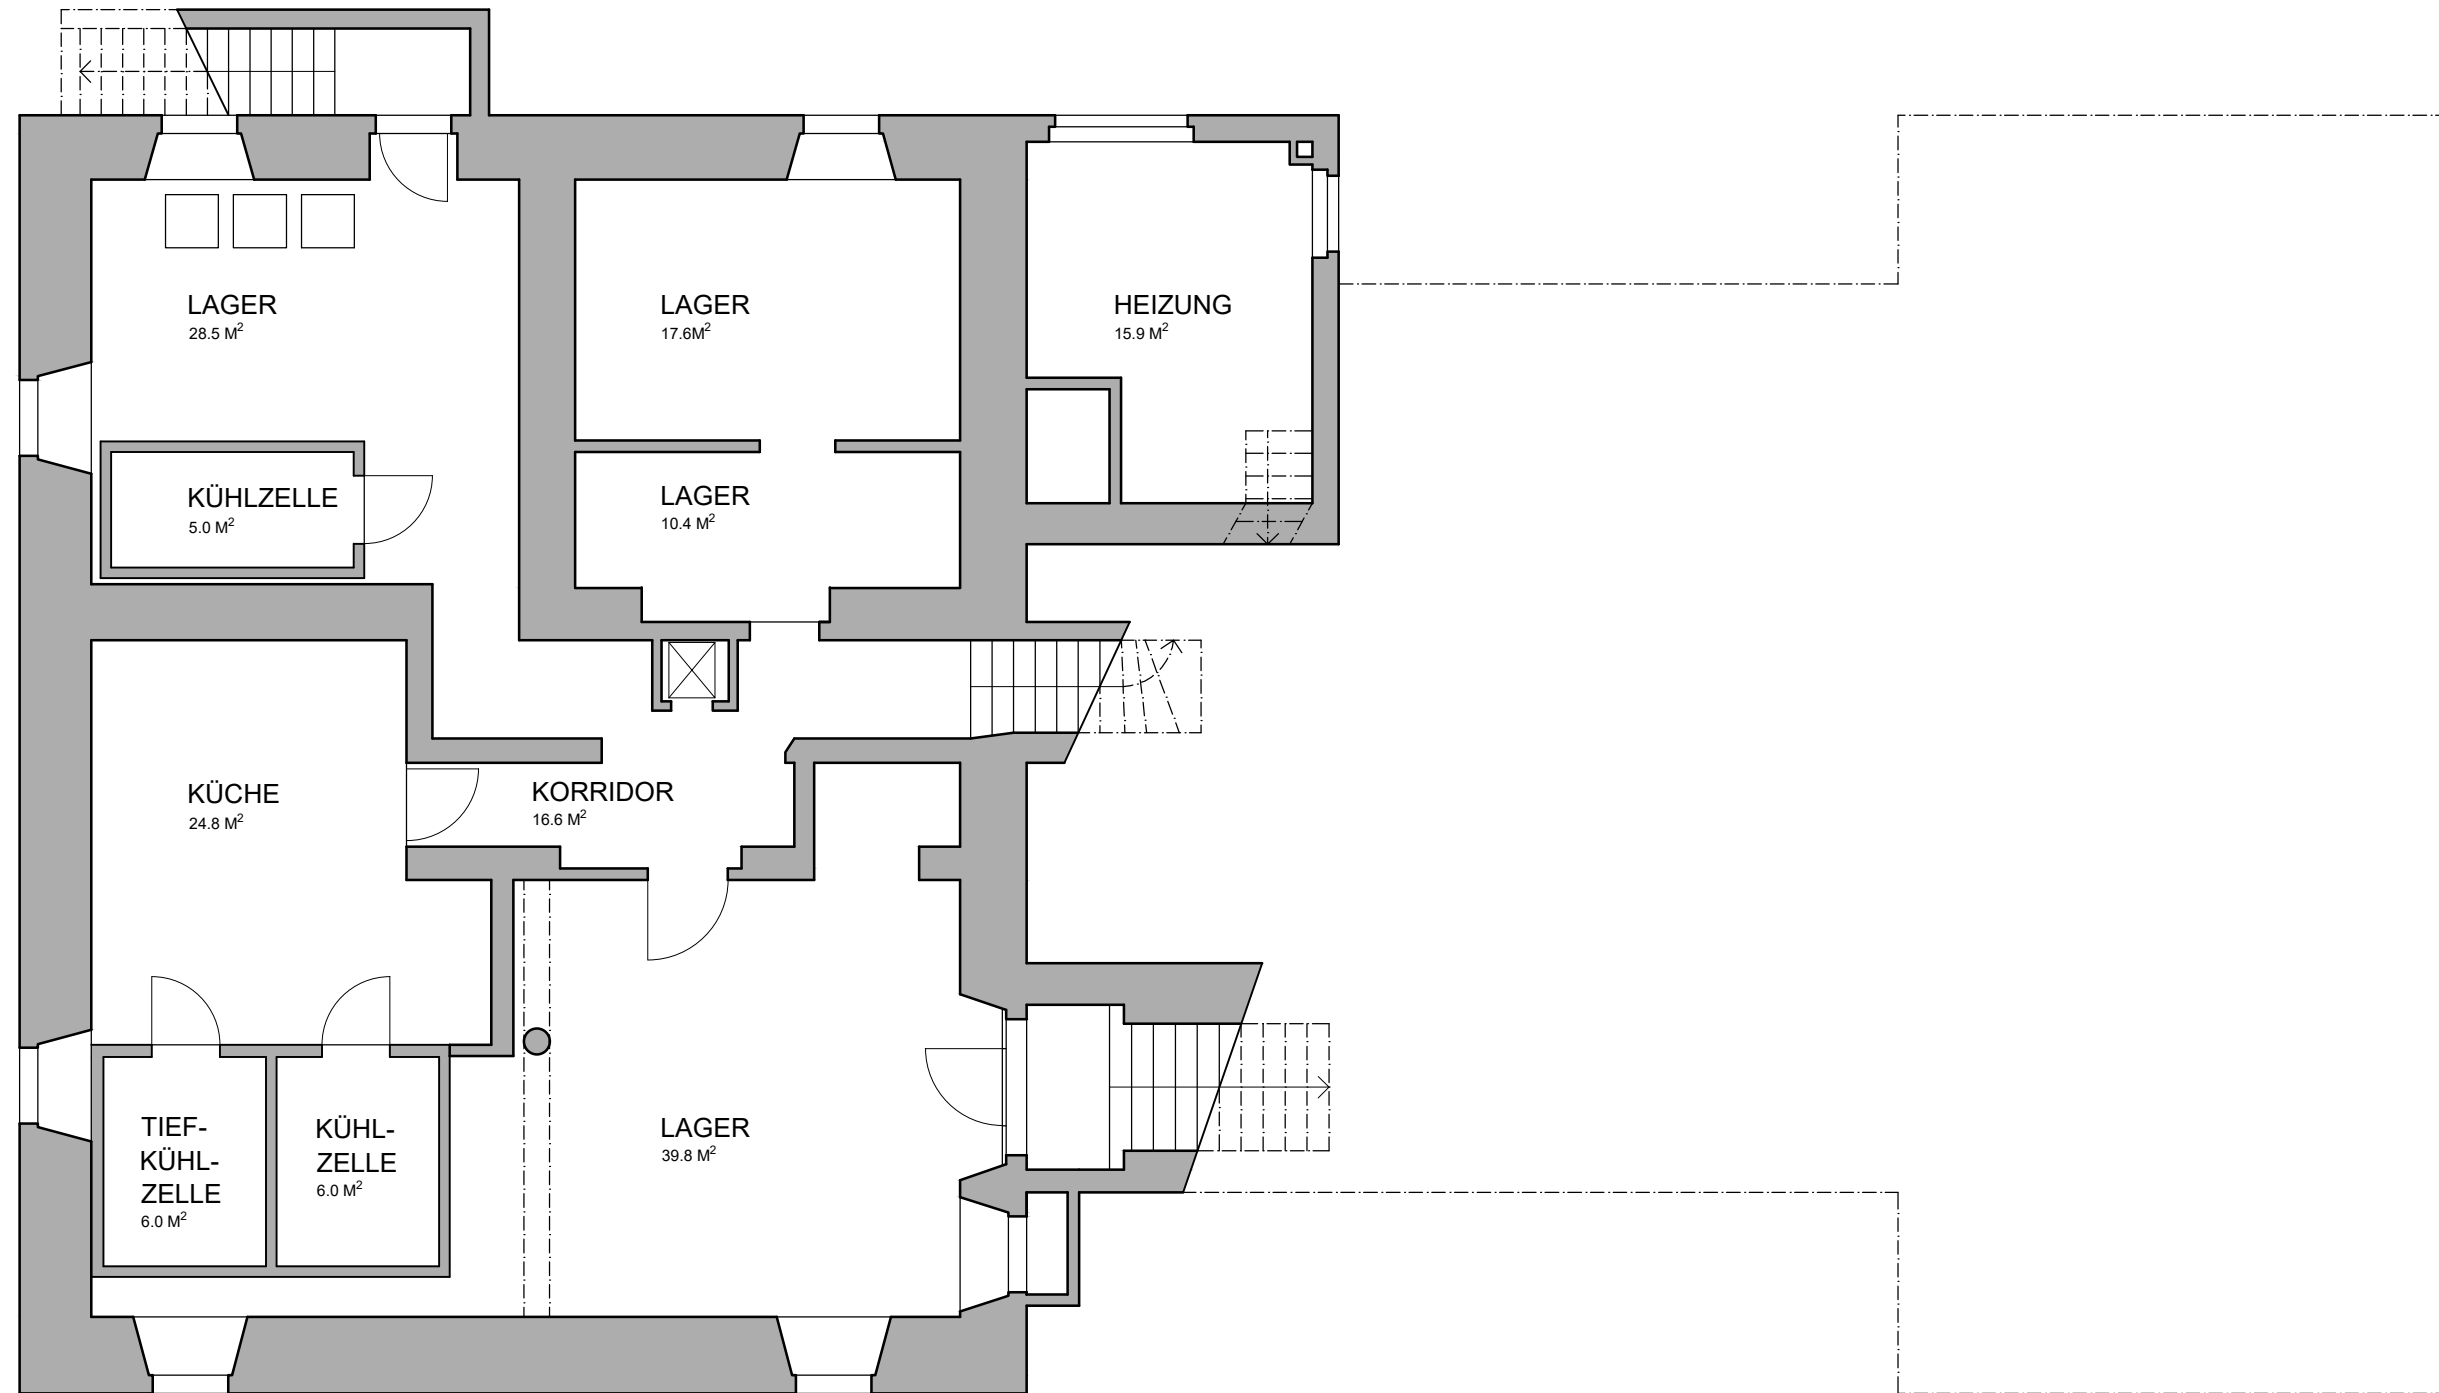 LAGER
28.5 M²
LAGER
17.6M²
HEIZUNG
15.9 M²
KÜHLZELLE
5.0 M²
LAGER
10.4 M²
KÜCHE
24.8 M²
KORRIDOR
16.6 M²
TIEF-
KÜHL-
ZELLE
6.0 M²
KÜHL-
ZELLE
6.0 M²
LAGER
39.8 M²